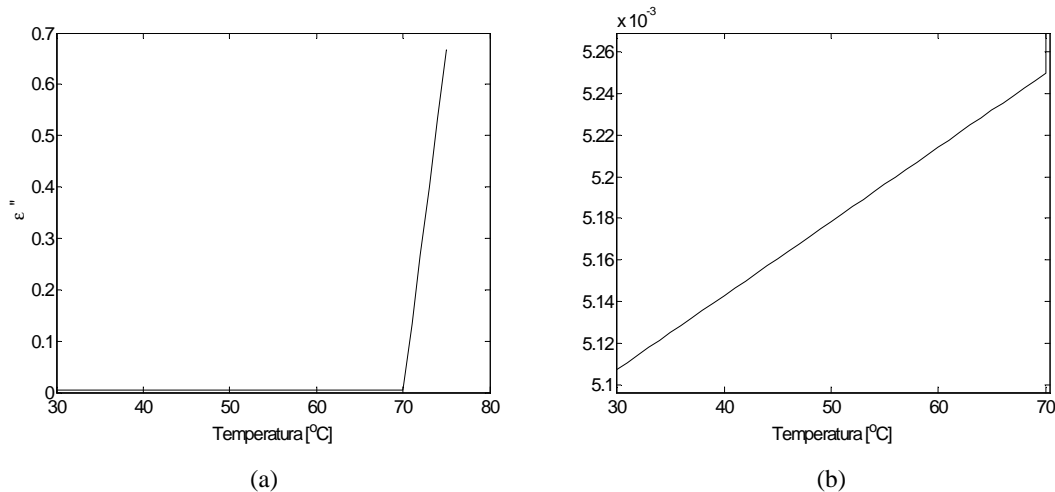 0.7
0.6
0.5
0.4
0.3
0.2
0.1
0
ε "
30 40 50 60 70 80
Temperatura [°C]
(a)
x 10⁻³
5.26
5.24
5.22
5.2
5.18
5.16
5.14
5.12
5.1
30 40 50 60 70
Temperatura [°C]
(b)